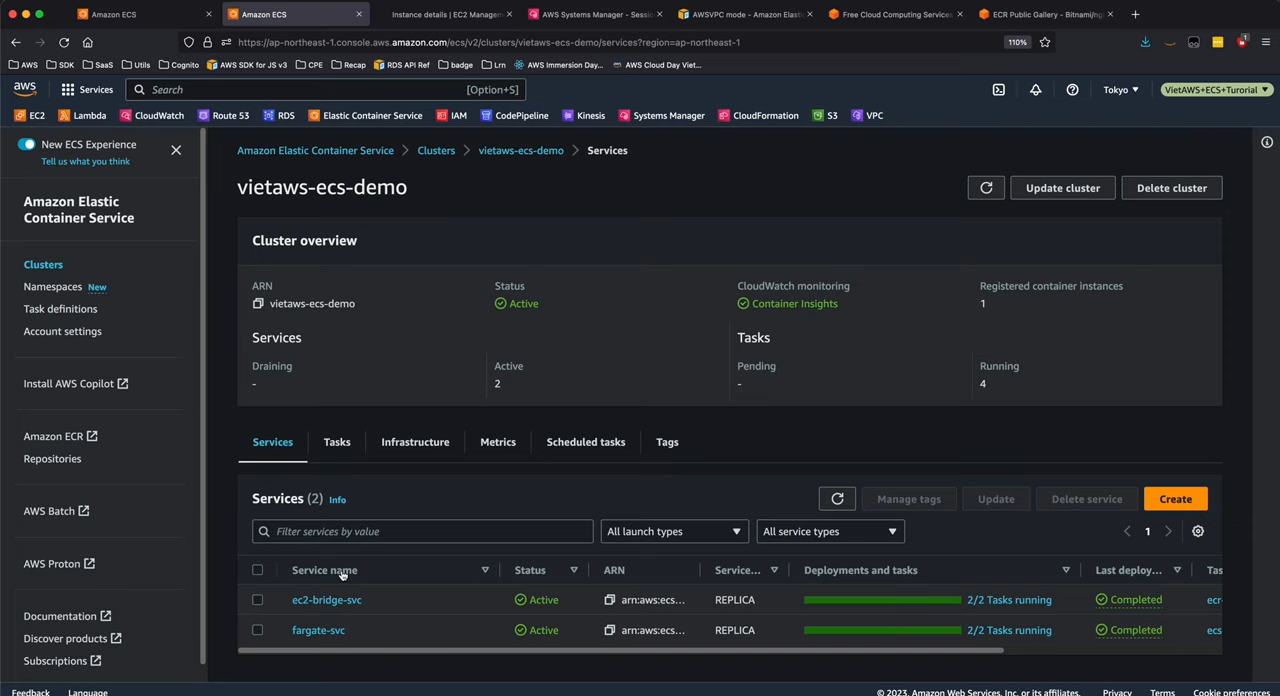 Amazon ECS
Amazon ECS
Instance details | EC2 Managem
AWS Systems Manager - Sessi
AWSVPC mode - Amazon Elast
Free Cloud Computing Services
ECR Public Gallery - Bitnami/ng
https://ap-northeast-1.console.aws.amazon.com/ecs/v2/clusters/vietaws-ecs-demo/services?region=ap-northeast-1
110%
1
AWS SDK SaaS Utils Cognito AWS SDK for JS v3 CPE Recap RDS API Ref badge Lrn AWS Immersion Day... AWS Cloud Day Viet...
aws Services Search [Option+S] Tokyo VietAWS+ECS+Turorial
EC2 Lambda CloudWatch Route 53 RDS Elastic Container Service IAM CodePipeline Kinesis Systems Manager CloudFormation S3 VPC
New ECS Experience
Tell us what you think
Amazon Elastic
Container Service
Clusters
Namespaces New
Task definitions
Account settings
Install AWS Copilot
Amazon ECR
Repositories
AWS Batch
AWS Proton
Documentation
Discover products
Subscriptions
Amazon Elastic Container Service > Clusters > vietaws-ecs-demo > Services
vietaws-ecs-demo
Update cluster
Delete cluster
Cluster overview
ARN Status CloudWatch monitoring Registered container instances
vietaws-ecs-demo Active Container Insights 1
Services Tasks
Draining Active Pending Running
- 2 - 4
Services Tasks Infrastructure Metrics Scheduled tasks Tags
Services (2) Info Manage tags Update Delete service Create
Filter services by value All launch types All service types 1
Service name Status ARN Service... Deployments and tasks Last deploy... Tas
ec2-bridge-svc Active arn:aws:ecs... REPLICA 2/2 Tasks running Completed ecr
fargate-svc Active arn:aws:ecs... REPLICA 2/2 Tasks running Completed ecs
Feedback Language © 2023, Amazon Web Services, Inc. or its affiliates. Privacy Terms Cookie preferences